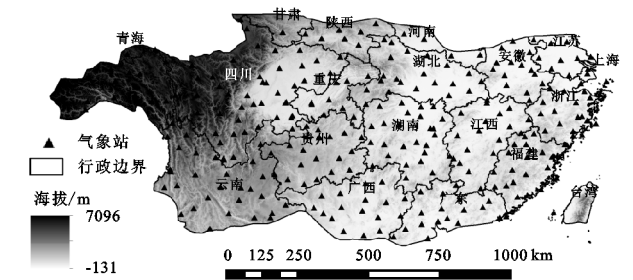 甘肃
陕西
河南
江苏
青海
安徽
上海
湖北
四川
重庆
浙江
湖南
江西
贵州
福建
云南
广西
广东
台湾
气象站
行政边界
海拔/m
7096
-131
0 125 250 500 750 1000 km